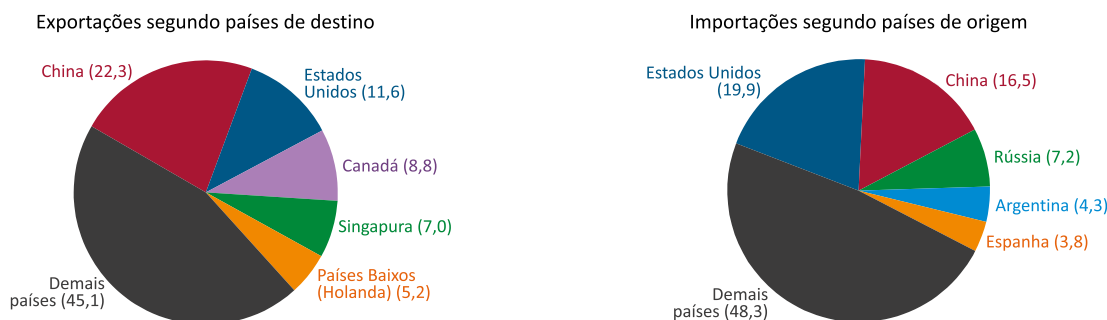 Exportações segundo países de destino
China (22,3)
Estados
Unidos (11,6)
Canadá (8,8)
Singapura (7,0)
Países Baixos
(Holanda) (5,2)
Demais
países (45,1)
Importações segundo países de origem
Estados Unidos
(19,9)
China (16,5)
Rússia (7,2)
Argentina (4,3)
Espanha (3,8)
Demais
países (48,3)